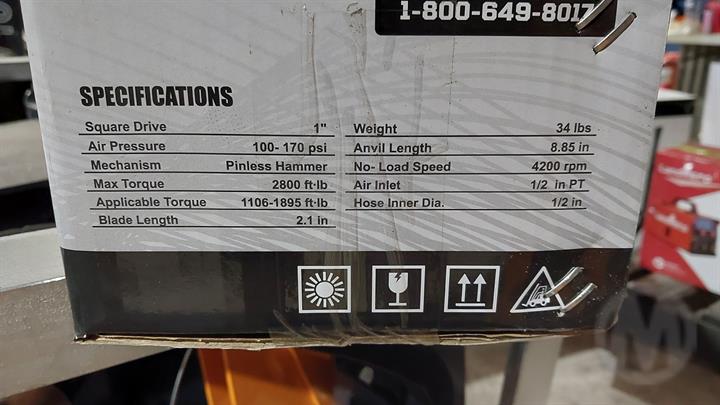 1-800-649-8017
SPECIFICATIONS
Square Drive 1"
Air Pressure 100- 170 psi
Mechanism Pinless Hammer
Max Torque 2800 ft·lb
Applicable Torque 1106-1895 ft·lb
Blade Length 2.1 in
Weight 34 lbs
Anvil Length 8.85 in
No- Load Speed 4200 rpm
Air Inlet 1/2 in PT
Hose Inner Dia. 1/2 in
M